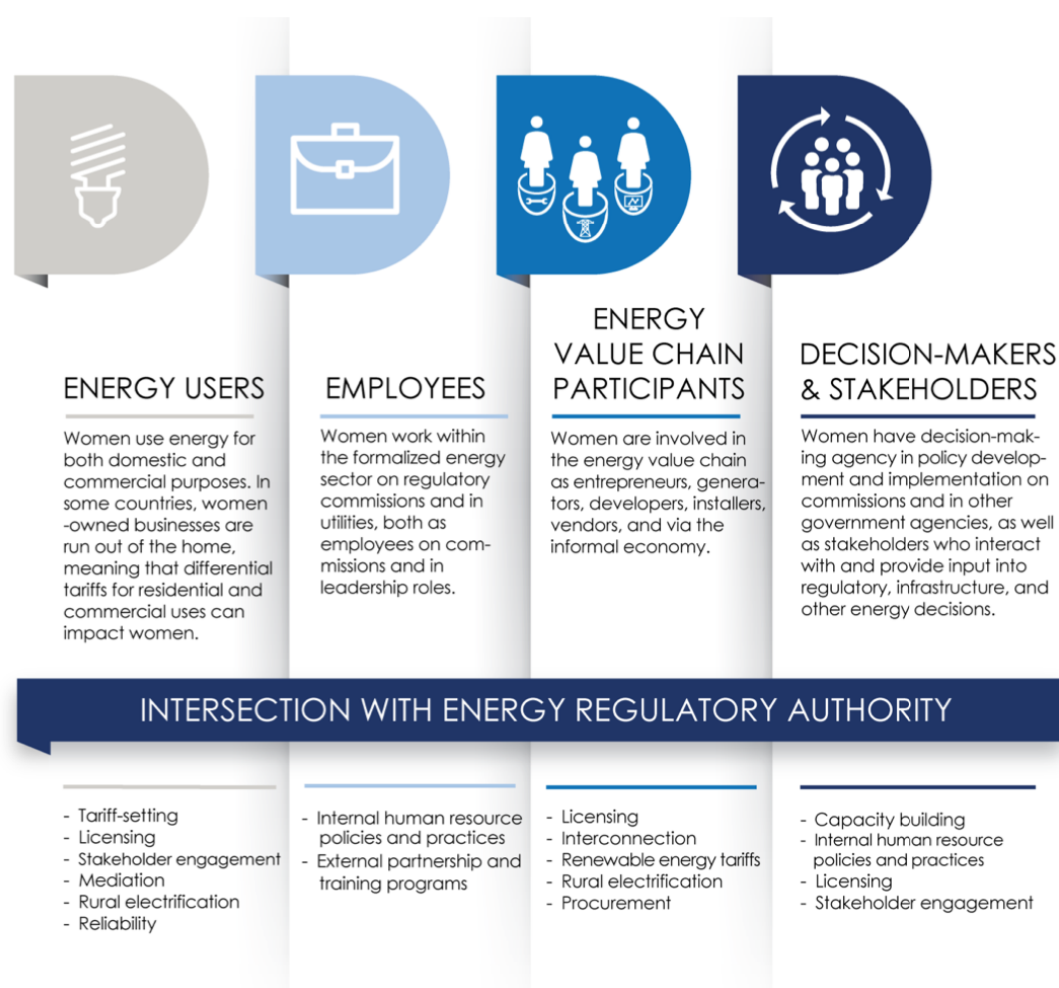 ENERGY USERS
Women use energy for
both domestic and
commercial purposes. In
some countries, women
-owned businesses are
run out of the home,
meaning that differential
tariffs for residential and
commercial uses can
impact women.
EMPLOYEES
Women work within
the formalized energy
sector on regulatory
commissions and in
utilities, both as
employees on com-
missions and in
leadership roles.
ENERGY
VALUE CHAIN
PARTICIPANTS
Women are involved in
the energy value chain
as entrepreneurs, genera-
tors, developers, installers,
vendors, and via the
informal economy.
DECISION-MAKERS
& STAKEHOLDERS
Women have decision-mak-
ing agency in policy develop-
ment and implementation on
commissions and in other
government agencies, as well
as stakeholders who interact
with and provide input into
regulatory, infrastructure, and
other energy decisions.
INTERSECTION WITH ENERGY REGULATORY AUTHORITY
- Tariff-setting
- Licensing
- Stakeholder engagement
- Mediation
- Rural electrification
- Reliability
- Internal human resource
policies and practices
- External partnership and
training programs
- Licensing
- Interconnection
- Renewable energy tariffs
- Rural electrification
- Procurement
- Capacity building
- Internal human resource
policies and practices
- Licensing
- Stakeholder engagement